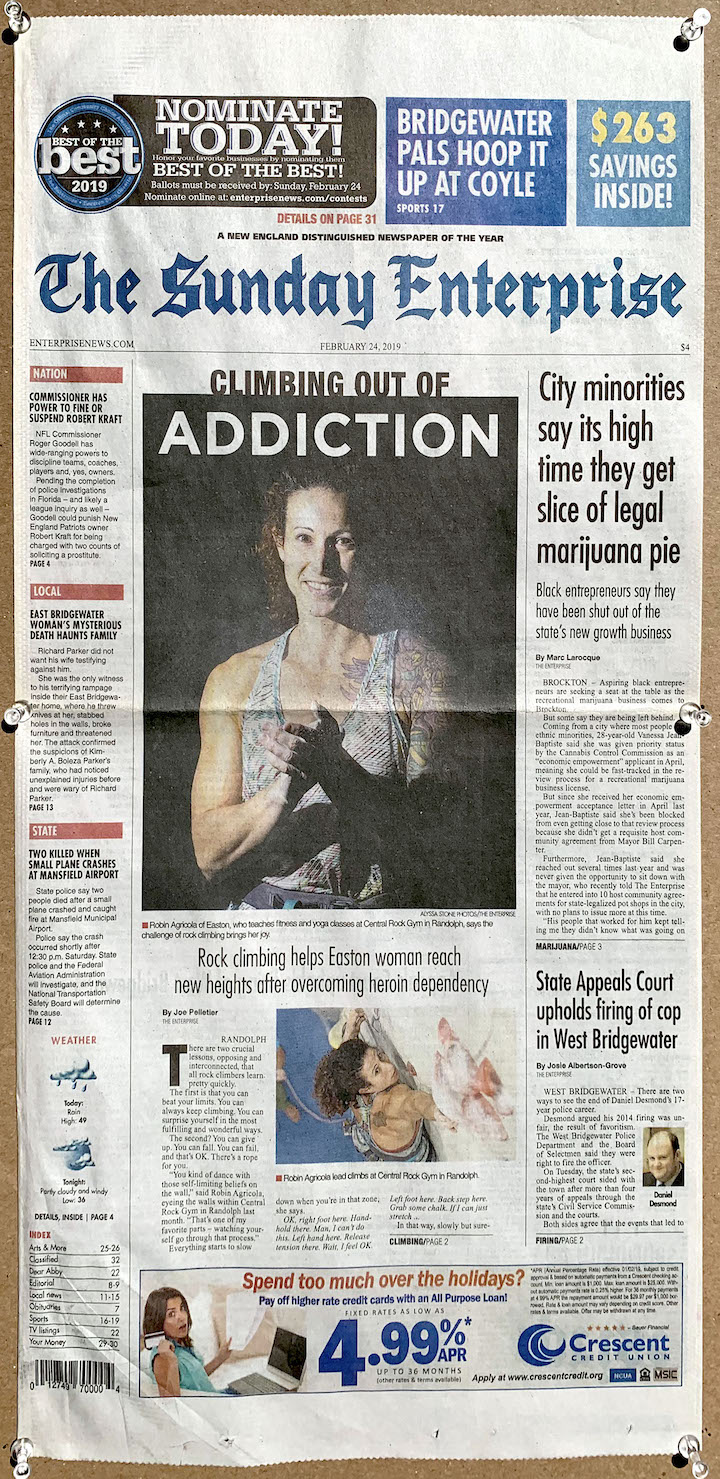 BEST OF THE
best
2019
NOMINATE
TODAY!
Honor your favorite businesses by nominating them
BEST OF THE BEST!
Ballots must be received by: Sunday, February 24
Nominate online at: enterprisenews.com/contests
DETAILS ON PAGE 31
BRIDGEWATER
PALS HOOP IT
UP AT COYLE
SPORTS 17
$263
SAVINGS
INSIDE!
A NEW ENGLAND DISTINGUISHED NEWSPAPER OF THE YEAR
The Sunday Enterprise
ENTERPRISENEWS.COM
FEBRUARY 24, 2019
$4
NATION
COMMISSIONER HAS
POWER TO FINE OR
SUSPEND ROBERT KRAFT
NFL Commissioner
Roger Goodell has
wide-ranging powers to
discipline teams, coaches,
players and, yes, owners.
Pending the completion
of police investigations
in Florida – and likely a
league inquiry as well –
Goodell could punish New
England Patriots owner
Robert Kraft for being
charged with two counts of
soliciting a prostitute.
PAGE 4
LOCAL
EAST BRIDGEWATER
WOMAN'S MYSTERIOUS
DEATH HAUNTS FAMILY
Richard Parker did not
want his wife testifying
against him.
She was the only witness
to his terrifying rampage
inside their East Bridgewa-
ter home, where he threw
knives at her, stabbed
holes in the walls, broke
furniture and threatened
her. The attack confirmed
the suspicions of Kim-
berly A. Boleza Parker's
family, who had noticed
unexplained injuries before
and were wary of Richard
Parker.
PAGE 13
STATE
TWO KILLED WHEN
SMALL PLANE CRASHES
AT MANSFIELD AIRPORT
State police say two
people died after a small
plane crashed and caught
fire at Mansfield Municipal
Airport.
Police say the crash
occurred shortly after
12:30 p.m. Saturday. State
police and the Federal
Aviation Administration
will investigate, and the
National Transportation
Safety Board will determine
the cause.
PAGE 12
WEATHER
Today:
Rain
High: 49
Tonight:
Partly cloudy and windy
Low: 36
DETAILS, INSIDE | PAGE 4
INDEX
Arts & More 25-26
Classified 32
Dear Abby 22
Editorial 8-9
Local news 11-15
Obituaries 7
Sports 16-19
TV listings 22
Your Money 29-30
0 12749 70000 4
CLIMBING OUT OF
ADDICTION
ALYSSA STONE PHOTOS/THE ENTERPRISE
Robin Agricola of Easton, who teaches fitness and yoga classes at Central Rock Gym in Randolph, says the
challenge of rock climbing brings her joy.
Rock climbing helps Easton woman reach
new heights after overcoming heroin dependency
By Joe Pelletier
THE ENTERPRISE
RANDOLPH
There are two crucial
lessons, opposing and
interconnected, that
all rock climbers learn
pretty quickly.
The first is that you can
beat your limits. You can
always keep climbing. You can
surprise yourself in the most
fulfilling and wonderful ways.
The second? You can give
up. You can fall. You can fail,
and that's OK. There's a rope
for you.
"You kind of dance with
those self-limiting beliefs on
the wall," said Robin Agricola,
eyeing the walls within Central
Rock Gym in Randolph last
month. "That's one of my
favorite parts – watching your-
self go through that process."
Everything starts to slow
Robin Agricola lead climbs at Central Rock Gym in Randolph.
down when you're in that zone,
she says.
OK, right foot here. Hand-
hold there. Man, I can't do
this. Left hand here. Release
tension there. Wait, I feel OK.
Left foot here. Back step here.
Grab some chalk. If I can just
stretch ...
In that way, slowly but sure-
CLIMBING/PAGE 2
City minorities
say its high
time they get
slice of legal
marijuana pie
Black entrepreneurs say they
have been shut out of the
state's new growth business
By Marc Larocque
THE ENTERPRISE
BROCKTON – Aspiring black entrepre-
neurs are seeking a seat at the table as the
recreational marijuana business comes to
Brockton.
But some say they are being left behind.
Coming from a city where most people
ethnic minorities, 28-year-old Vanessa Jean-
Baptiste said she was given priority status
by the Cannabis Control Commission as an
"economic empowerment" applicant in April,
meaning she could be fast-tracked in the re-
view process for a recreational marijuana
business license.
But since she received her economic em-
powerment acceptance letter in April last
year, Jean-Baptiste said she's been blocked
from even getting close to that review process
because she didn't get a requisite host com-
munity agreement from Mayor Bill Carpen-
ter.
Furthermore, Jean-Baptiste said she
reached out several times last year and was
never given the opportunity to sit down with
the mayor, who recently told The Enterprise
that he entered into 10 host community agree-
ments for state-legalized pot shops in the city,
with no plans to issue more at this time.
"His people that worked for him kept tell-
ing me they didn't know what was going on
MARIJUANA/PAGE 3
State Appeals Court
upholds firing of cop
in West Bridgewater
By Josie Albertson-Grove
THE ENTERPRISE
WEST BRIDGEWATER – There are two
ways to see the end of Daniel Desmond's 17-
year police career.
Desmond argued his 2014 firing was un-
fair, the result of favoritism.
The West Bridgewater Police
Department and the Board
of Selectmen said they were
right to fire the officer.
On Tuesday, the state's sec-
ond-highest court sided with
the town after more than four
years of appeals through the
state's Civil Service Commis-
sion and the courts.
Both sides agree that the events that led to
Daniel
Desmond
FIRING/PAGE 2
Spend too much over the holidays?
Pay off higher rate credit cards with an All Purpose Loan!
FIXED RATES AS LOW AS
4.99%*
APR
UP TO 36 MONTHS
(other rates & terms available)
*APR (Annual Percentage Rate) effective 01/02/19, subject to credit
approval & based on automatic payments from a Crescent checking ac-
count. Min. loan amount is $1,000. Max. loan amount is $25,000. With-
out automatic payments rate is 0.25% higher. For 36 monthly payments
at 4.99% APR the repayment amount would be $29.97 per $1,000 bor-
rowed. Rate & loan amount may vary depending on credit score. Other
rates & terms available. Offer may be withdrawn at any time.
– Bauer Financial
Crescent
CREDIT UNION
Apply at www.crescentcredit.org
NCUA
MSIC
1